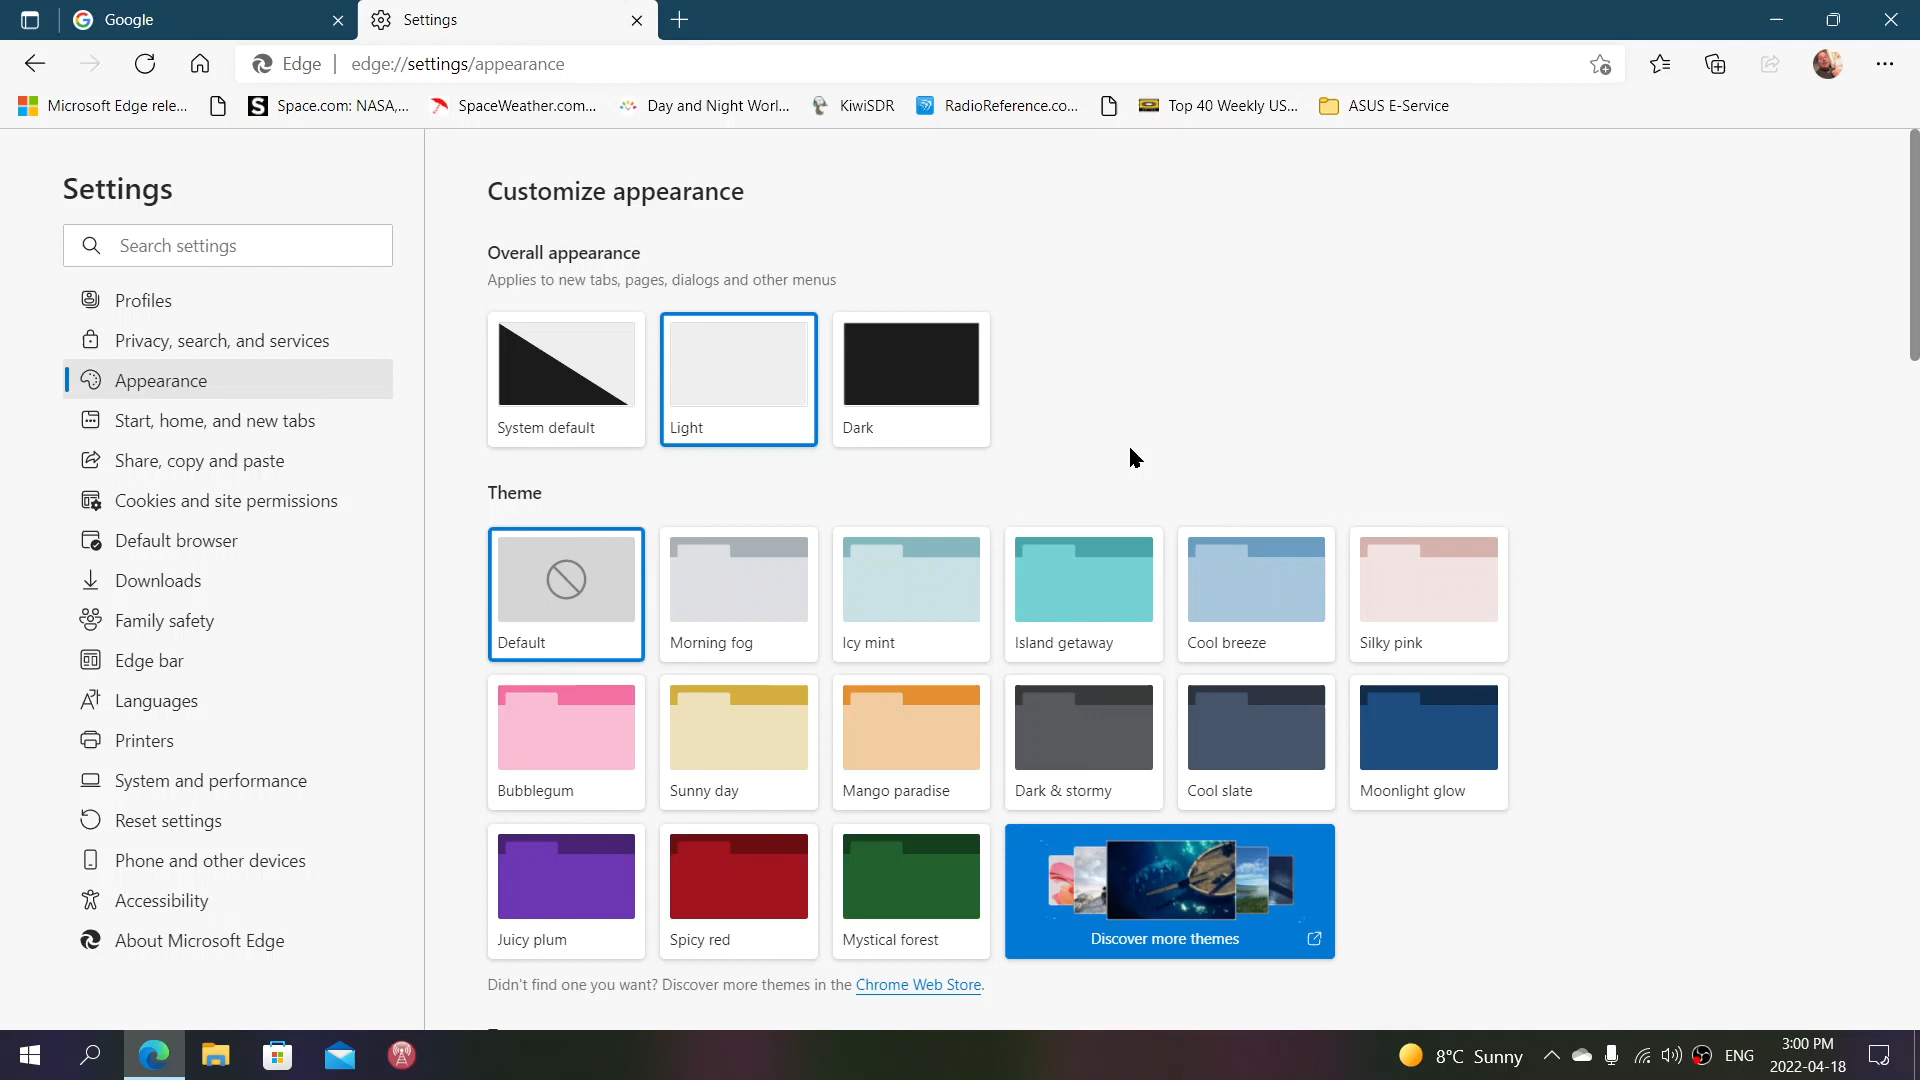 Google
Settings
Edge | edge://settings/appearance
Microsoft Edge rele...
Space.com: NASA,...
SpaceWeather.com...
Day and Night Worl...
KiwiSDR
RadioReference.co...
Top 40 Weekly US...
ASUS E-Service
Settings
Search settings
Profiles
Privacy, search, and services
Appearance
Start, home, and new tabs
Share, copy and paste
Cookies and site permissions
Default browser
Downloads
Family safety
Edge bar
Languages
Printers
System and performance
Reset settings
Phone and other devices
Accessibility
About Microsoft Edge
Customize appearance
Overall appearance
Applies to new tabs, pages, dialogs and other menus
System default
Light
Dark
Theme
Default
Morning fog
Icy mint
Island getaway
Cool breeze
Silky pink
Bubblegum
Sunny day
Mango paradise
Dark & stormy
Cool slate
Moonlight glow
Juicy plum
Spicy red
Mystical forest
Discover more themes
Didn't find one you want? Discover more themes in the Chrome Web Store.
8°C Sunny
ENG
3:00 PM
2022-04-18